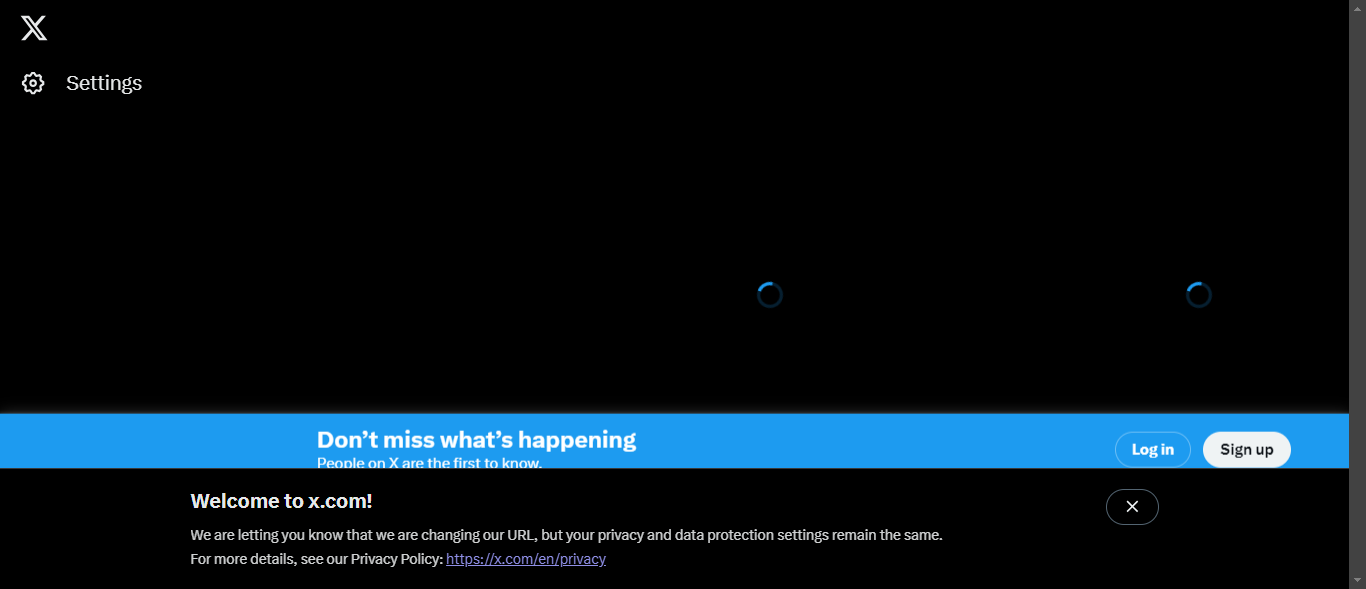 Settings
Don’t miss what’s happening
People on X are the first to know.
Log in
Sign up
Welcome to x.com!
We are letting you know that we are changing our URL, but your privacy and data protection settings remain the same.
For more details, see our Privacy Policy: https://x.com/en/privacy